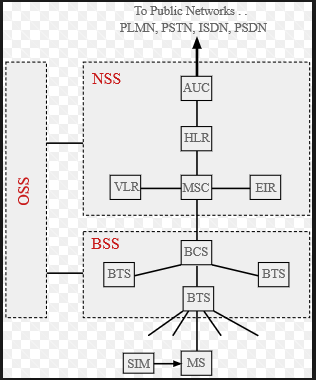 To Public Networks . .
PLMN, PSTN, ISDN, PSDN
NSS
AUC
HLR
VLR
MSC
EIR
OSS
BSS
BCS
BTS
BTS
BTS
SIM
MS